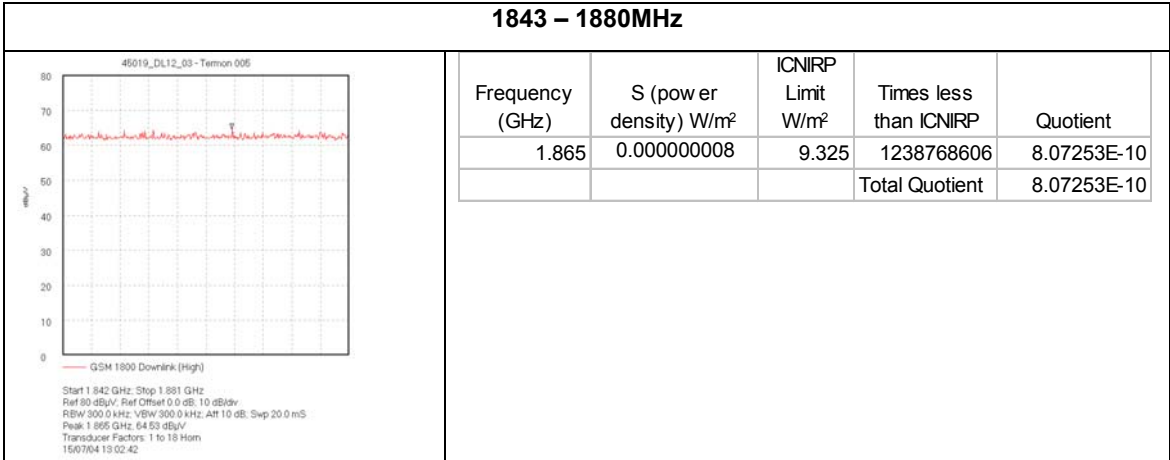 1843 – 1880MHz
45019_DL12_03 - Termon 005
80
70
60
50
40
30
20
10
0
dBµV
GSM 1800 Downlink (High)
Start 1.842 GHz; Stop 1.881 GHz
Ref 80 dBµV; Ref Offset 0.0 dB; 10 dB/div
RBW 300.0 kHz; VBW 300.0 kHz; Att 10 dB; Swp 20.0 mS
Peak 1.865 GHz, 64.53 dBµV
Transducer Factors: 1 to 18 Horn
15/07/04 13:02:42
Frequency (GHz) S (pow er density) W/m² ICNIRP Limit W/m² Times less than ICNIRP Quotient
1.865 0.000000008 9.325 1238768606 8.07253E-10
Total Quotient 8.07253E-10